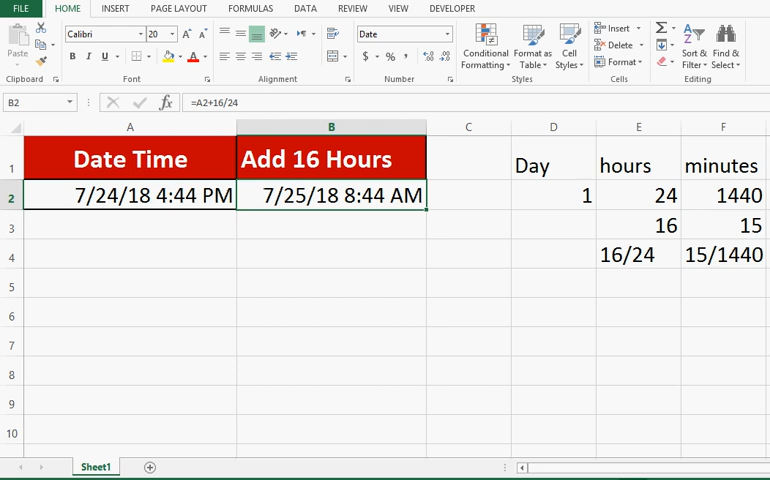 FILE HOME INSERT PAGE LAYOUT FORMULAS DATA REVIEW VIEW DEVELOPER
Paste
Calibri 20 A A
B I U A
Date
$ % ,
Conditional Formatting
Format as Table
Cell Styles
Insert
Delete
Format
Sort & Filter
Find & Select
Clipboard Font Alignment Number Styles Cells Editing
B2 fx =A2+16/24
A B C D E F
1 Date Time Add 16 Hours Day hours minutes
2 7/24/18 4:44 PM 7/25/18 8:44 AM 1 24 1440
3 16 15
4 16/24 15/1440
5
6
7
8
9
10
Sheet1